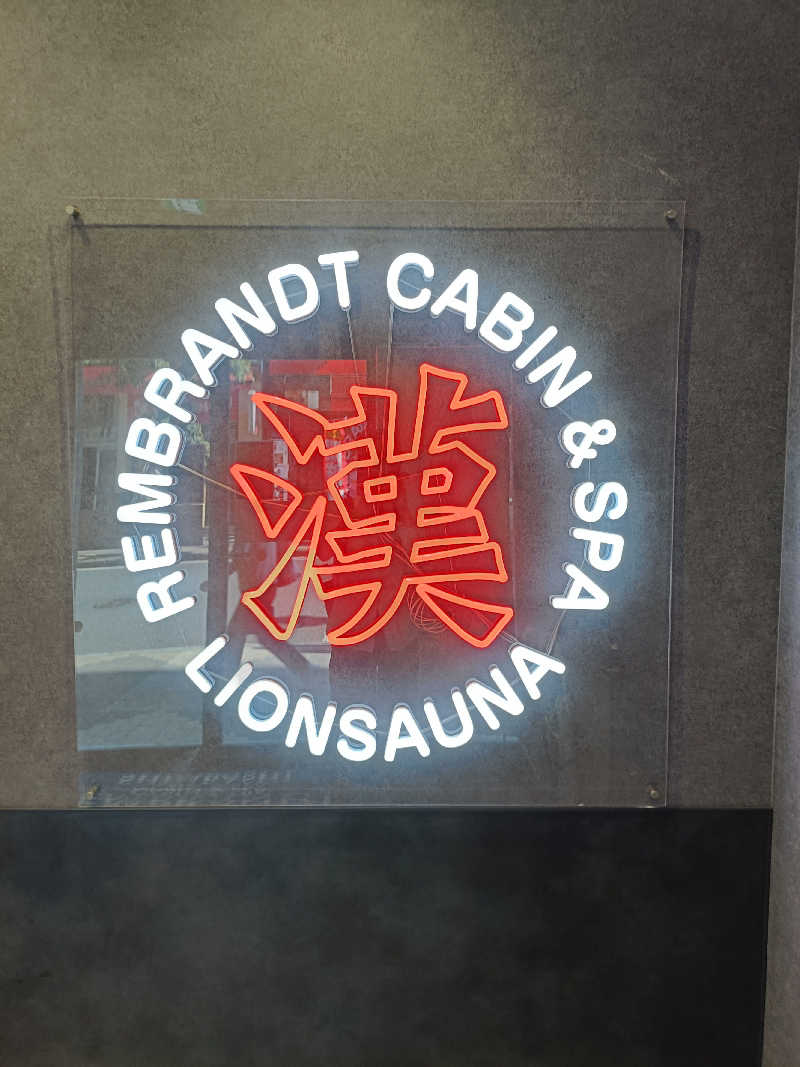 REMBRANDT CABIN & SPA
漢
LIONSAUNA